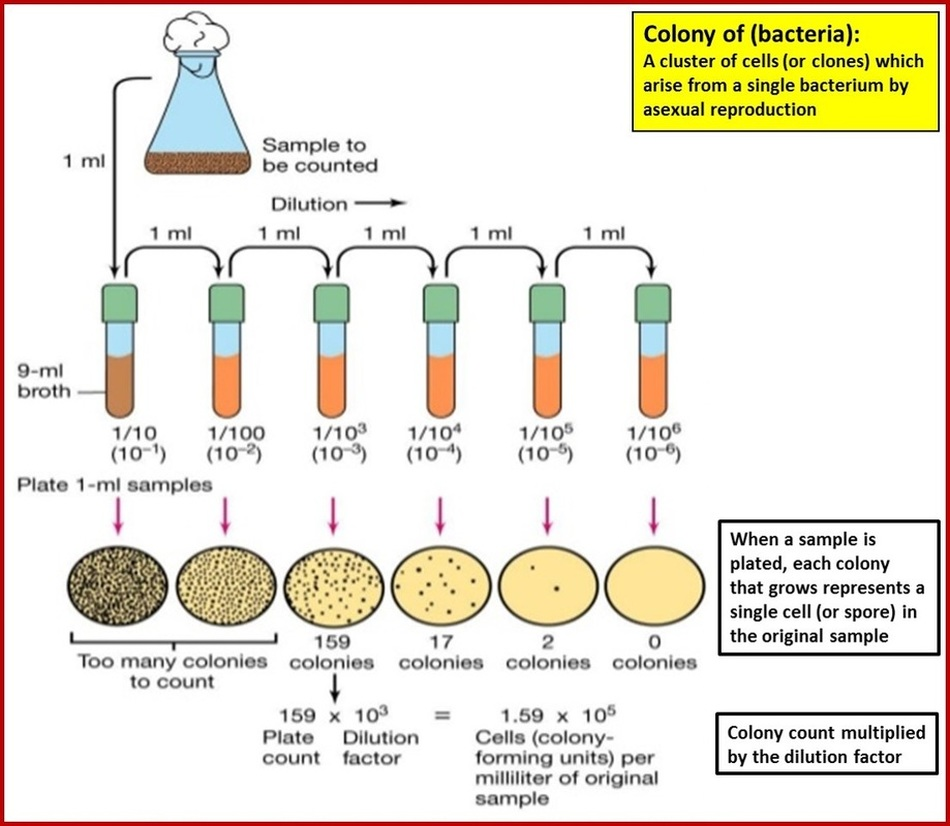 Colony of (bacteria):
A cluster of cells (or clones) which
arise from a single bacterium by
asexual reproduction
1 ml
Sample to
be counted
Dilution
1 ml
1 ml
1 ml
1 ml
1 ml
9-ml
broth
1/10
(10⁻¹)
1/100
(10⁻²)
1/10³
(10⁻³)
1/10⁴
(10⁻⁴)
1/10⁵
(10⁻⁵)
1/10⁶
(10⁻⁶)
Plate 1-ml samples
When a sample is
plated, each colony
that grows represents a
single cell (or spore) in
the original sample
Too many colonies
to count
159
colonies
17
colonies
2
colonies
0
colonies
159 x 10³ = 1.59 x 10⁵
Plate
count
Dilution
factor
Cells (colony-
forming units) per
milliliter of original
sample
Colony count multiplied
by the dilution factor